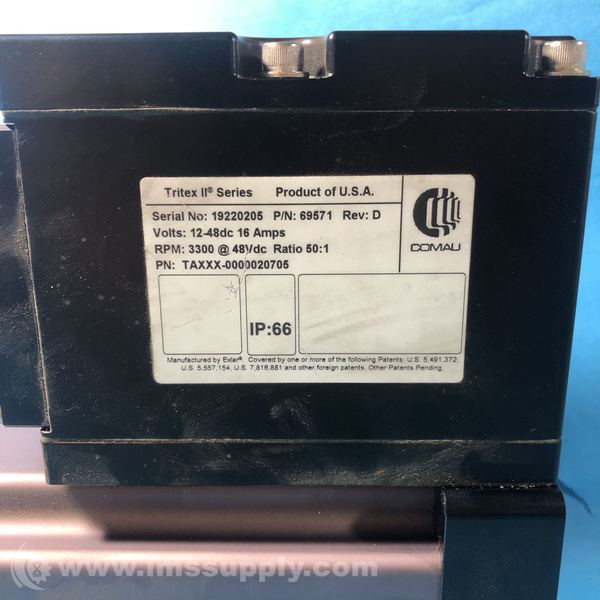 Tritex II® Series Product of U.S.A.
Serial No: 19220205 P/N: 69571 Rev: D
Volts: 12-48dc 16 Amps
RPM: 3300 @ 48Vdc Ratio 50:1
PN: TAXXX-0000020705
COMAU
IP:66
Manufactured by Exlar®. Covered by one or more of the following Patents: U.S. 5,491,372,
U.S. 5,557,154, U.S. 7,816,881 and other foreign patents. Other Patents Pending.
www.imssupply.com